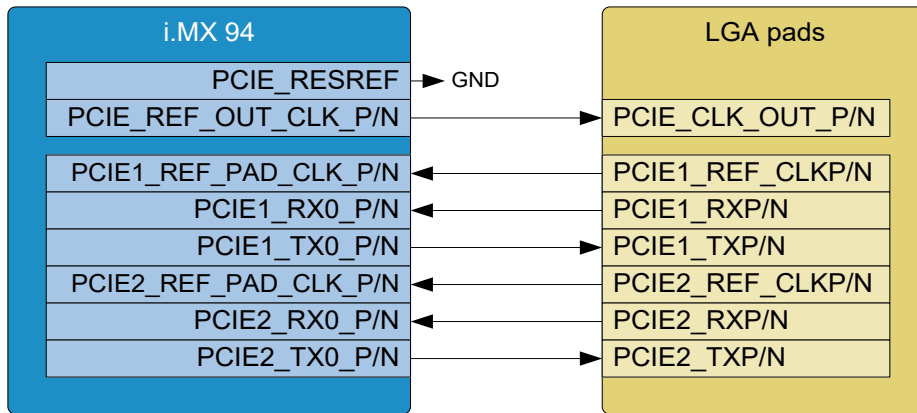 i.MX 94
LGA pads
PCIE_RESREF
GND
PCIE_REF_OUT_CLK_P/N
PCIE_CLK_OUT_P/N
PCIE1_REF_PAD_CLK_P/N
PCIE1_REF_CLKP/N
PCIE1_RX0_P/N
PCIE1_RXP/N
PCIE1_TX0_P/N
PCIE1_TXP/N
PCIE2_REF_PAD_CLK_P/N
PCIE2_REF_CLKP/N
PCIE2_RX0_P/N
PCIE2_RXP/N
PCIE2_TX0_P/N
PCIE2_TXP/N